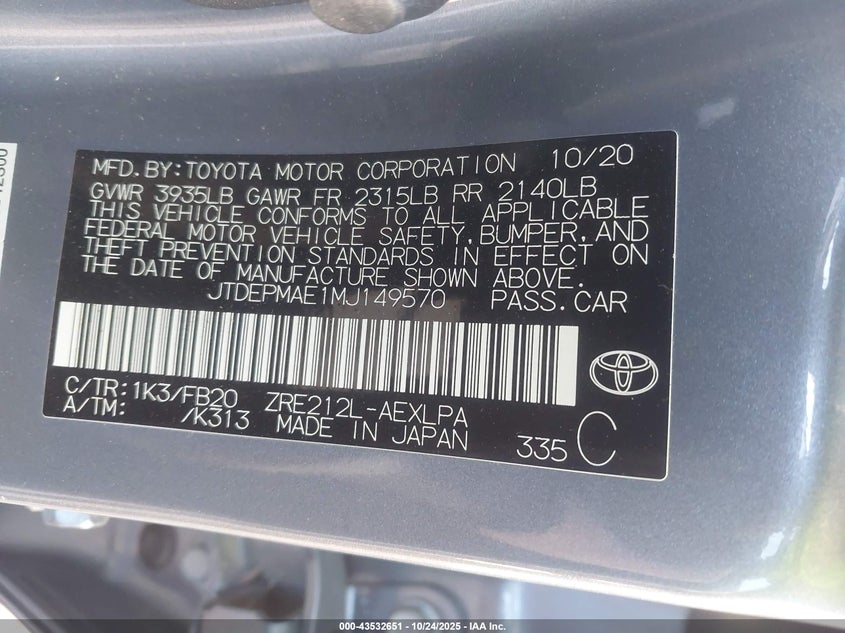 MFD.BY:TOYOTA MOTOR CORPORATION 10/20
GVWR 3935LB GAWR FR 2315LB RR 2140LB
THIS VEHICLE CONFORMS TO ALL APPLICABLE
FEDERAL MOTOR VEHICLE SAFETY,BUMPER,AND
THEFT PREVENTION STANDARDS IN EFFECT ON
THE DATE OF MANUFACTURE SHOWN ABOVE.
JTDEPMAE1MJ149570 PASS.CAR
C/TR:1K3/FB20 ZRE212L-AEXLPA
A/TM: /K313 MADE IN JAPAN 335 C
000-43532651 - 10/24/2025 - IAA Inc.